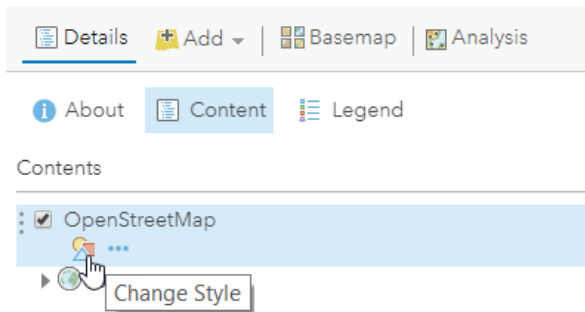 Details Add Basemap Analysis
About Content Legend
Contents
OpenStreetMap
Change Style